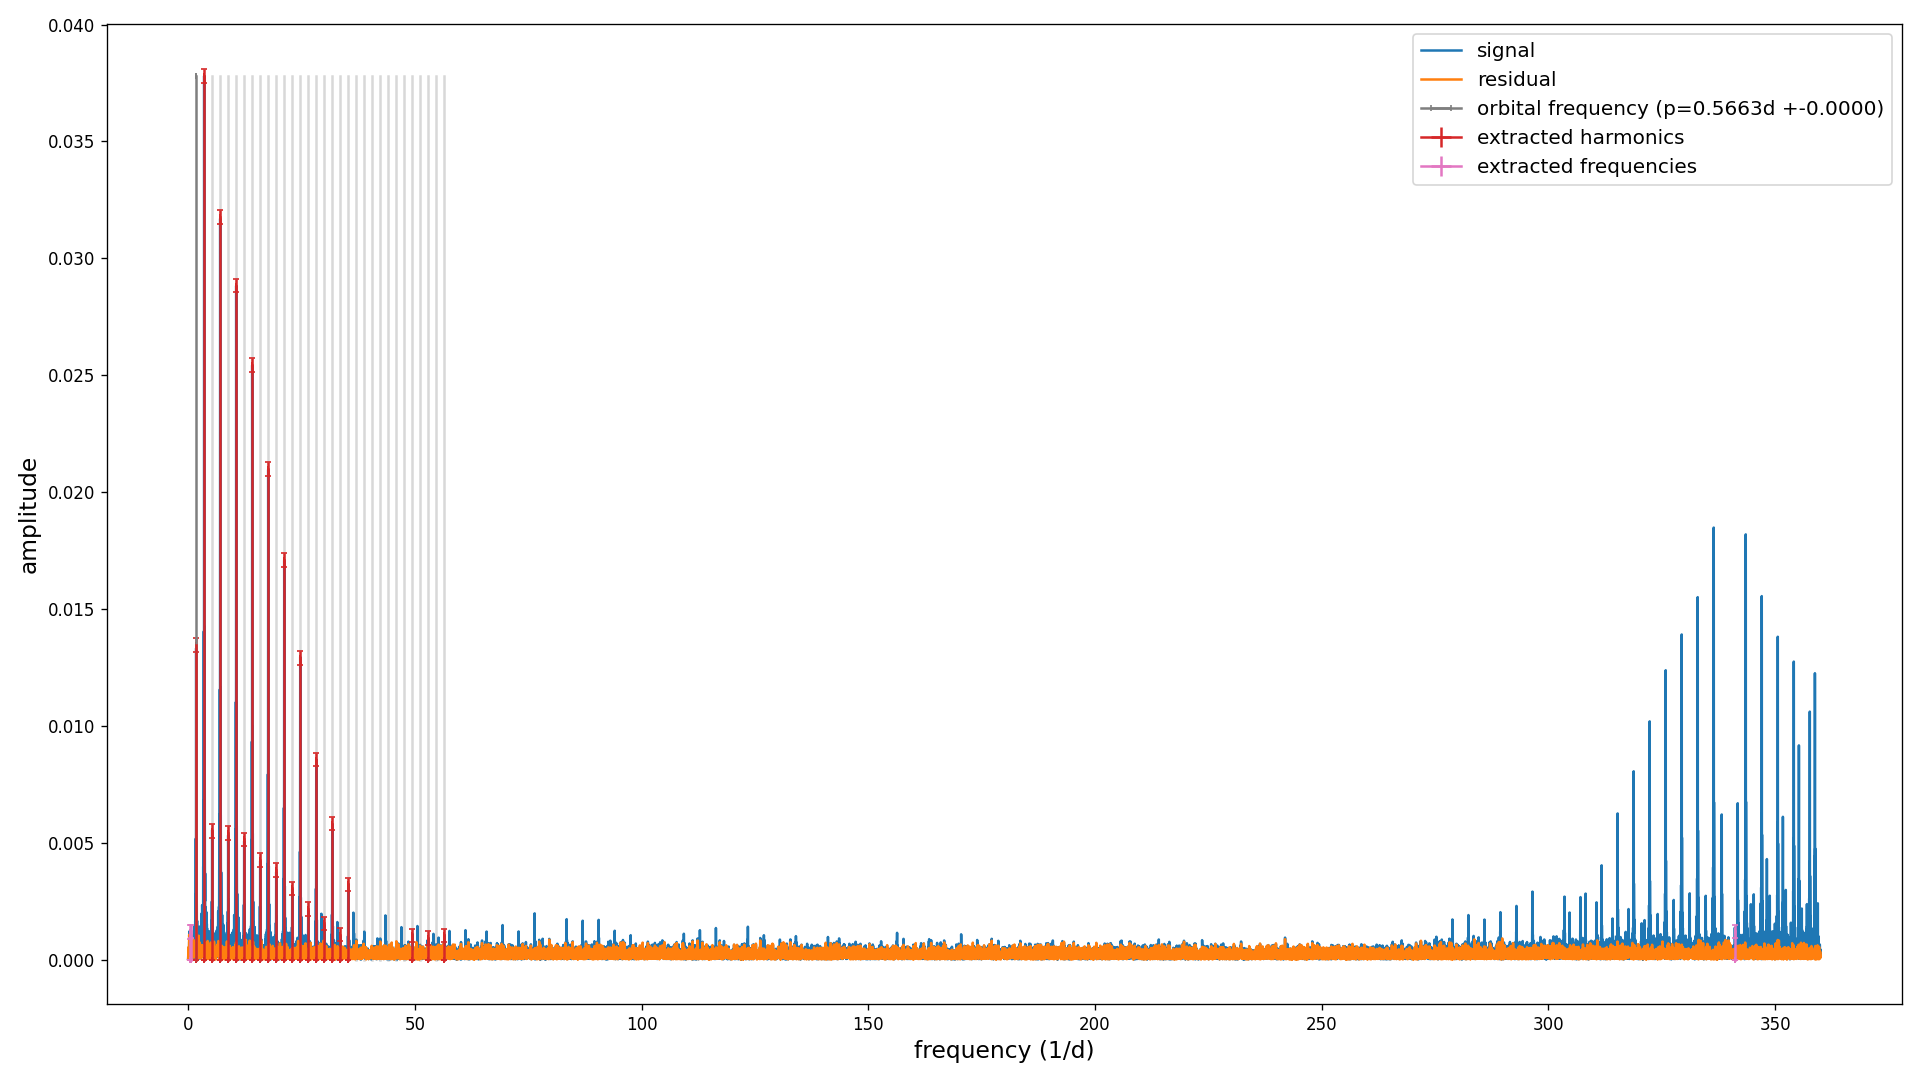 0.040
0.035
0.030
0.025
0.020
0.015
0.010
0.005
0.000
amplitude
0 50 100 150 200 250 300 350
frequency (1/d)
signal
residual
orbital frequency (p=0.5663d +-0.0000)
extracted harmonics
extracted frequencies